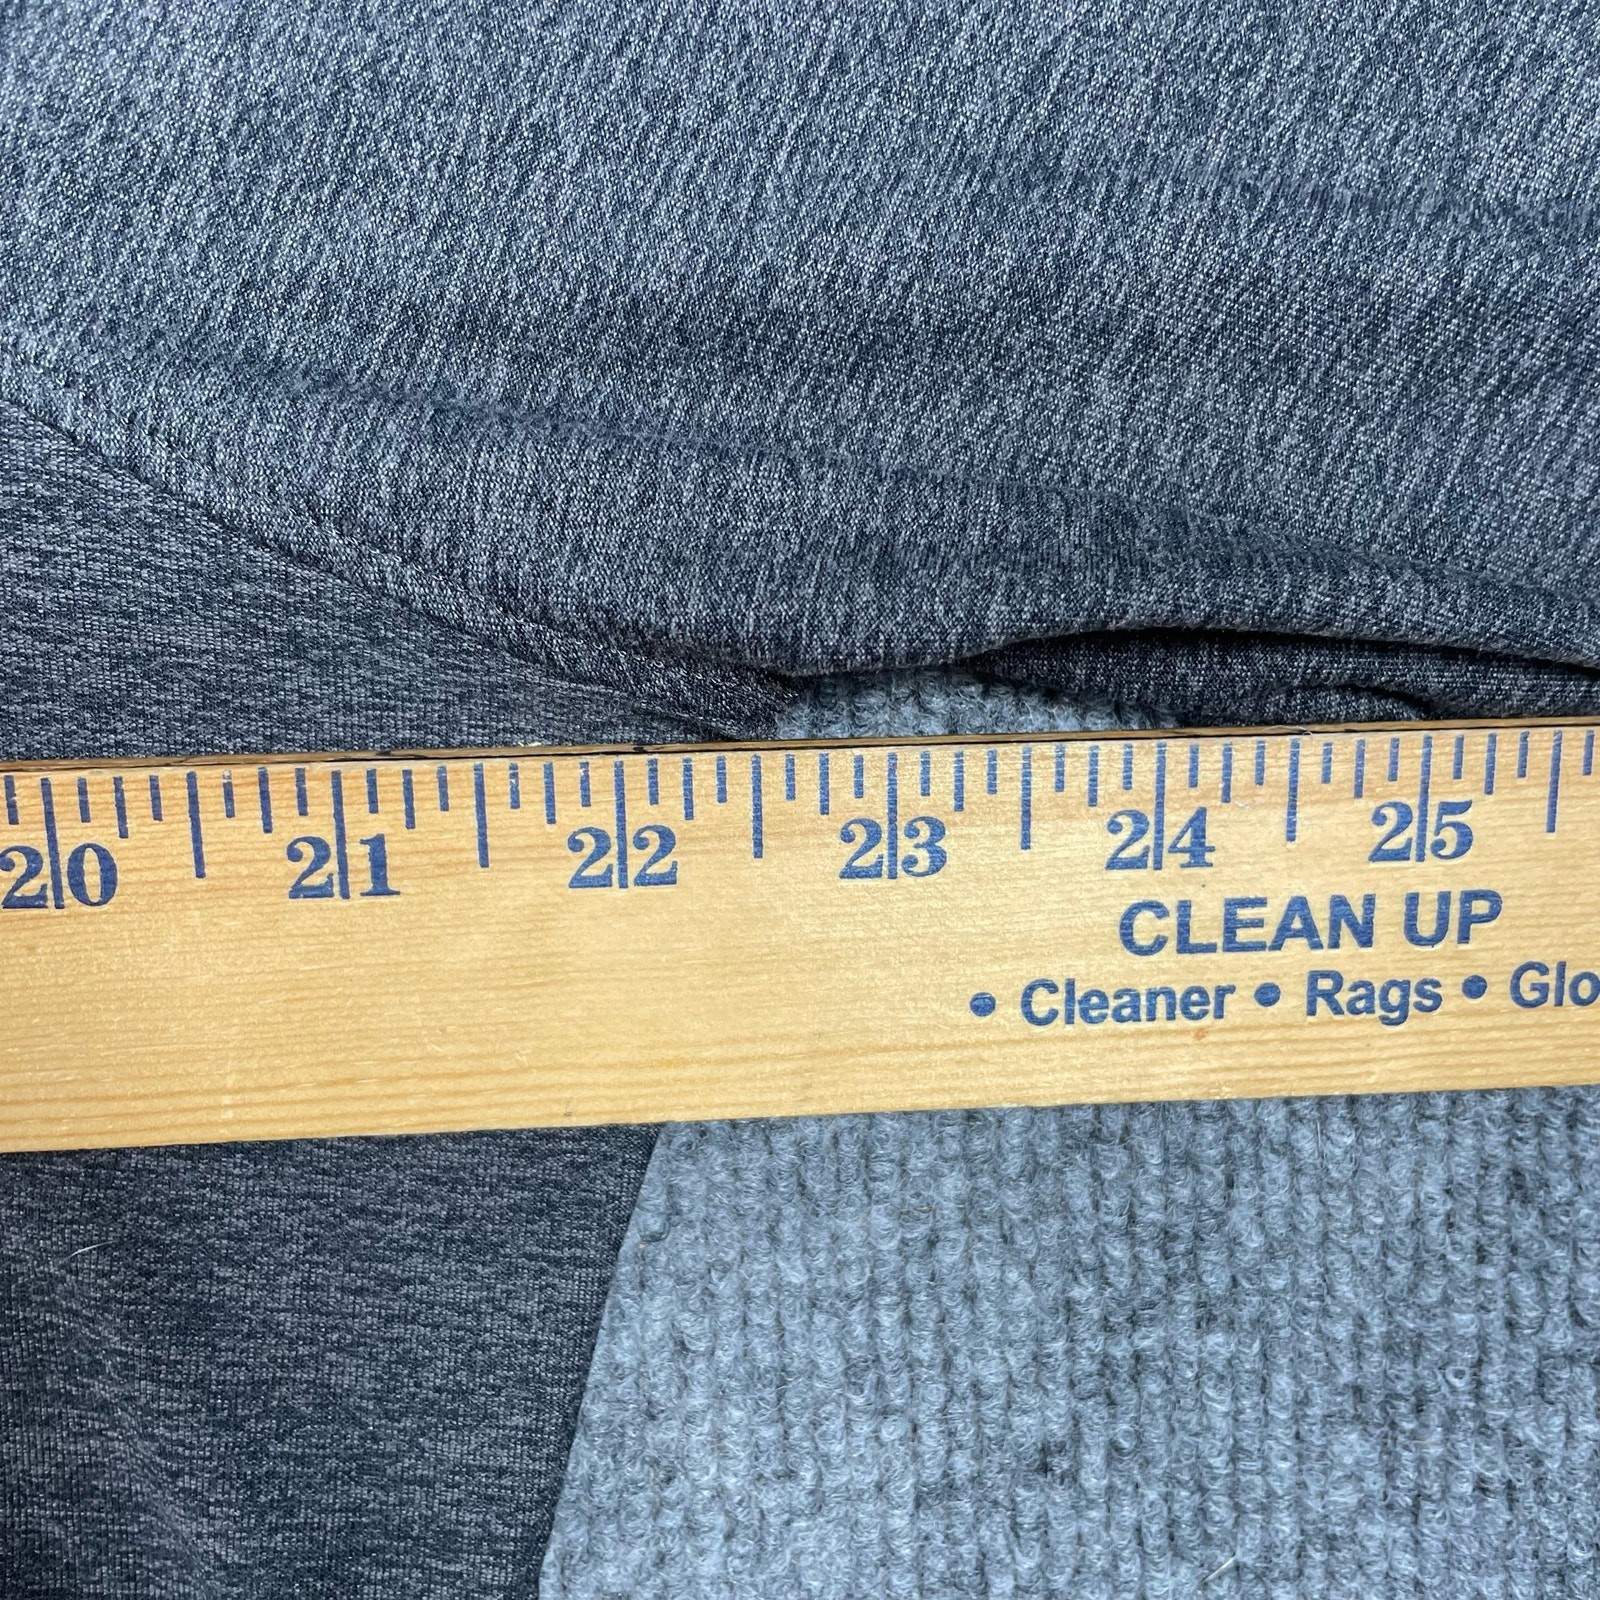 20 21 22 23 24 25
CLEAN UP
• Cleaner • Rags • Glo